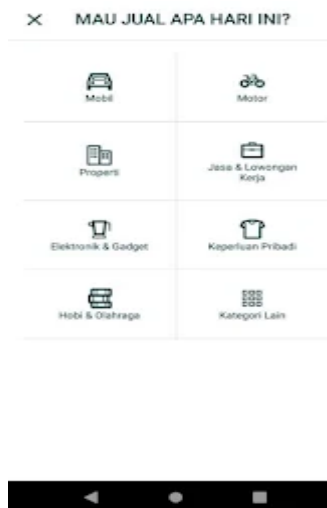 MAU JUAL APA HARI INI?
Mobil
Motor
Properti
Jasa & Lowongan
Kerja
Elektronik & Gadget
Keperluan Pribadi
Hobi & Olahraga
Kategori Lain